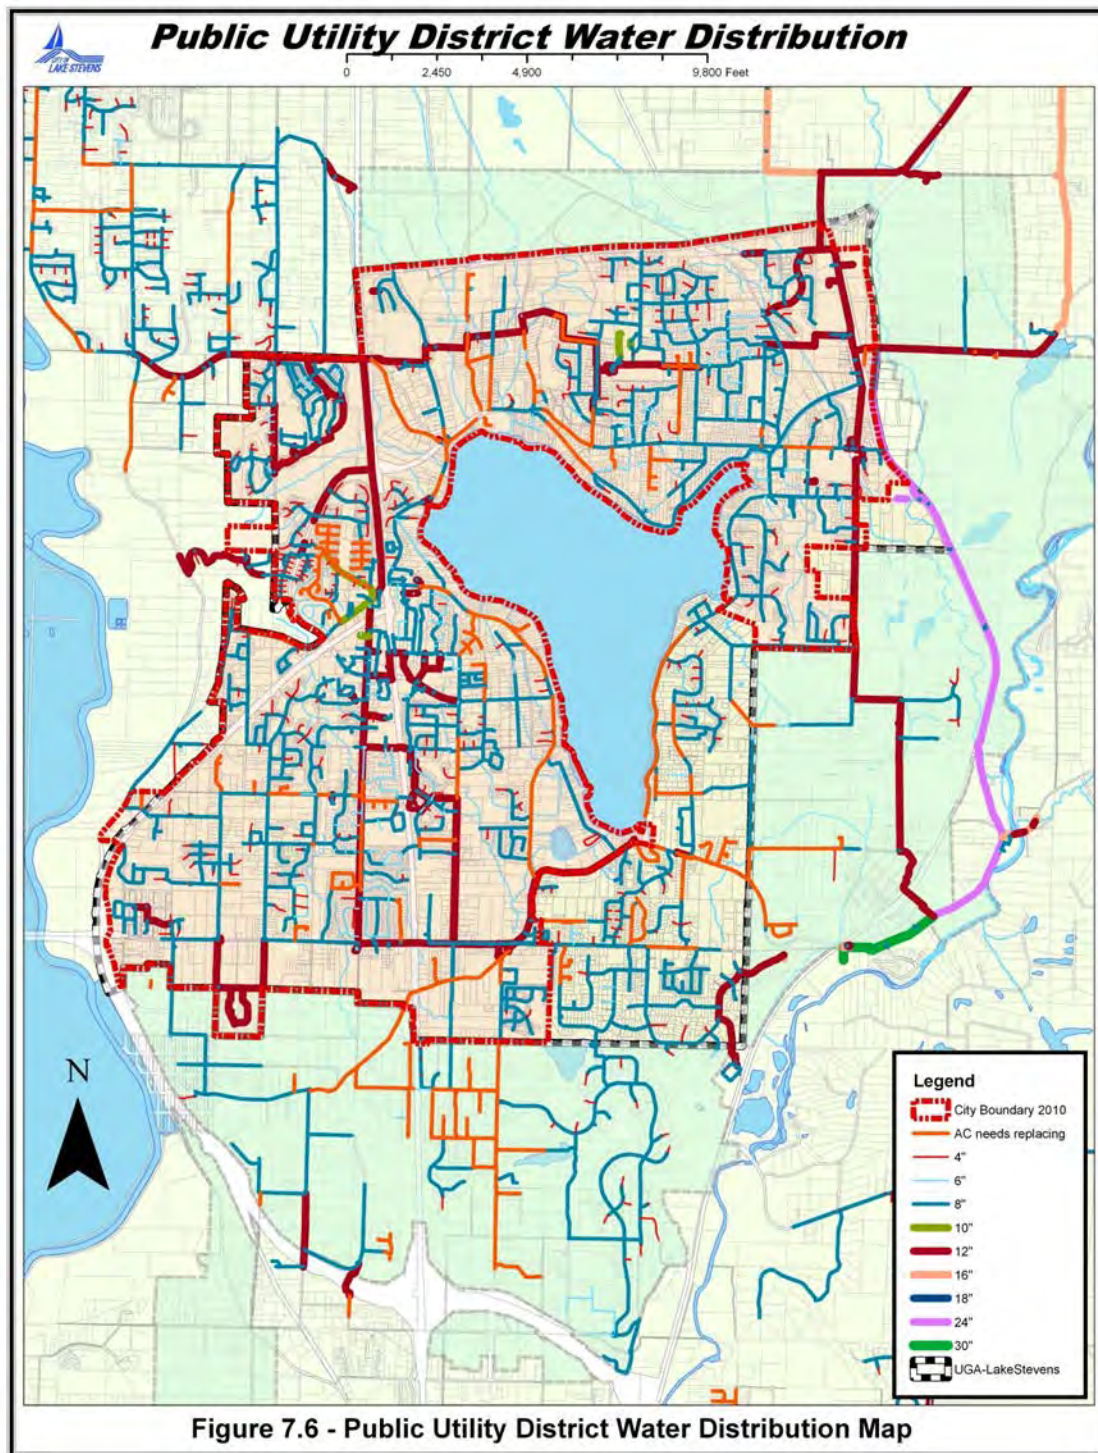 Public Utility District Water Distribution
LAKE STEVENS
0 2,450 4,900 9,800 Feet
N
Legend
City Boundary 2010
AC needs replacing
4"
6"
8"
10"
12"
16"
18"
24"
30"
UGA-LakeStevens
Figure 7.6 - Public Utility District Water Distribution Map